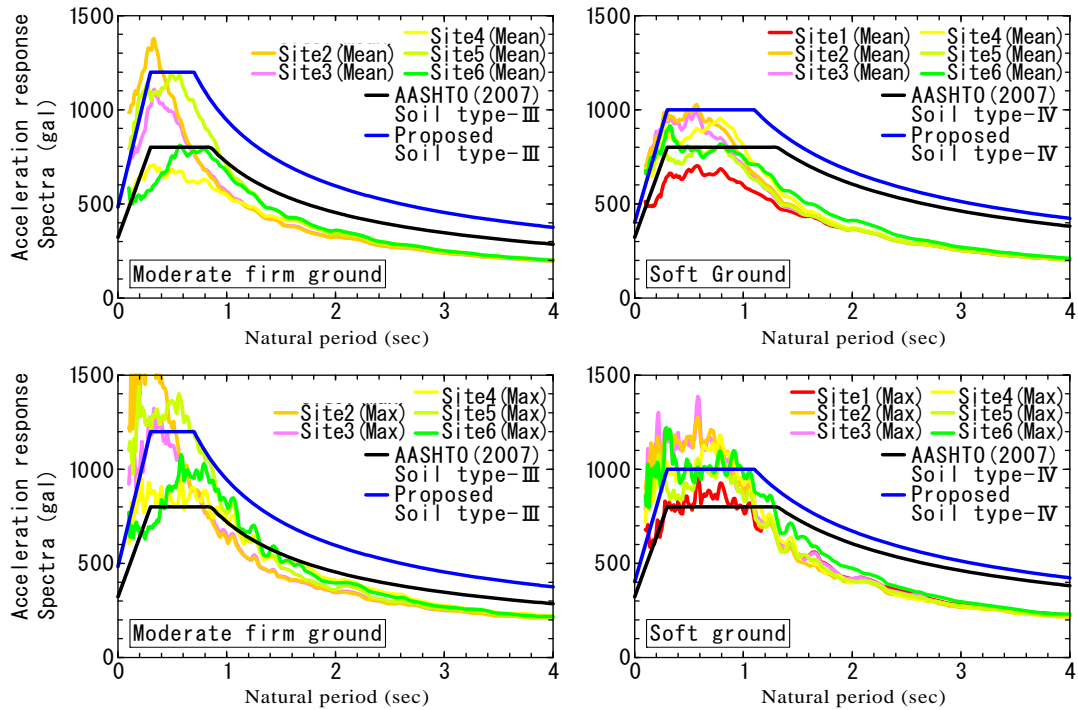 1500
1000
500
0
Acceleration response
Spectra (gal)
Site4(Mean)
Site2(Mean)
Site5(Mean)
Site3(Mean)
Site6(Mean)
AASHTO(2007)
Soil type-Ⅲ
Proposed
Soil type-Ⅲ
Moderate firm ground
0 1 2 3 4
Natural period (sec)
1500
1000
500
0
Site1(Mean)
Site4(Mean)
Site2(Mean)
Site5(Mean)
Site3(Mean)
Site6(Mean)
AASHTO(2007)
Soil type-Ⅳ
Proposed
Soil type-Ⅳ
Soft Ground
0 1 2 3 4
Natural period (sec)
1500
1000
500
0
Acceleration response
Spectra (gal)
Site4(Max)
Site2(Max)
Site5(Max)
Site3(Max)
Site6(Max)
AASHTO(2007)
Soil type-Ⅲ
Proposed
Soil type-Ⅲ
Moderate firm ground
0 1 2 3 4
Natural period (sec)
1500
1000
500
0
Site1(Max)
Site4(Max)
Site2(Max)
Site5(Max)
Site3(Max)
Site6(Max)
AASHTO(2007)
Soil type-Ⅳ
Proposed
Soil type-Ⅳ
Soft ground
0 1 2 3 4
Natural period (sec)